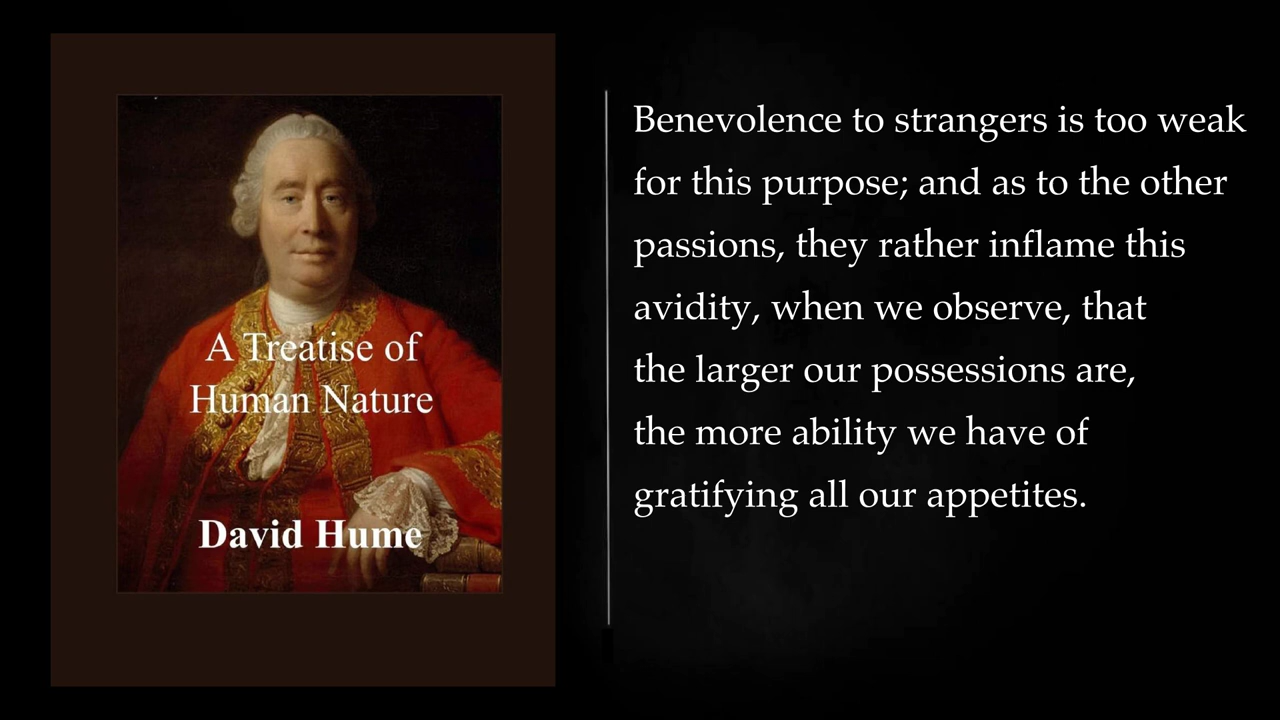 A Treatise of
Human Nature
David Hume
Benevolence to strangers is too weak
for this purpose; and as to the other
passions, they rather inflame this
avidity, when we observe, that
the larger our possessions are,
the more ability we have of
gratifying all our appetites.